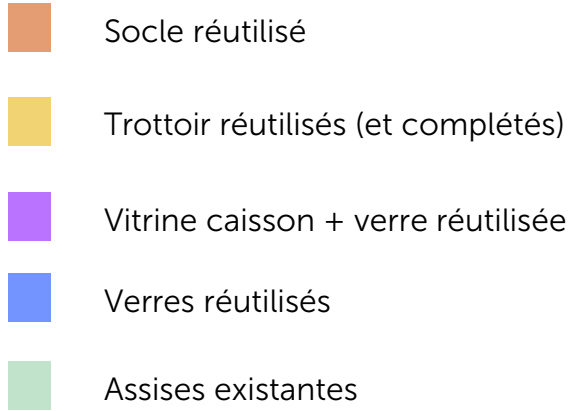 Socle réutilisé
Trottoir réutilisés (et complétés)
Vitrine caisson + verre réutilisée
Verres réutilisés
Assises existantes